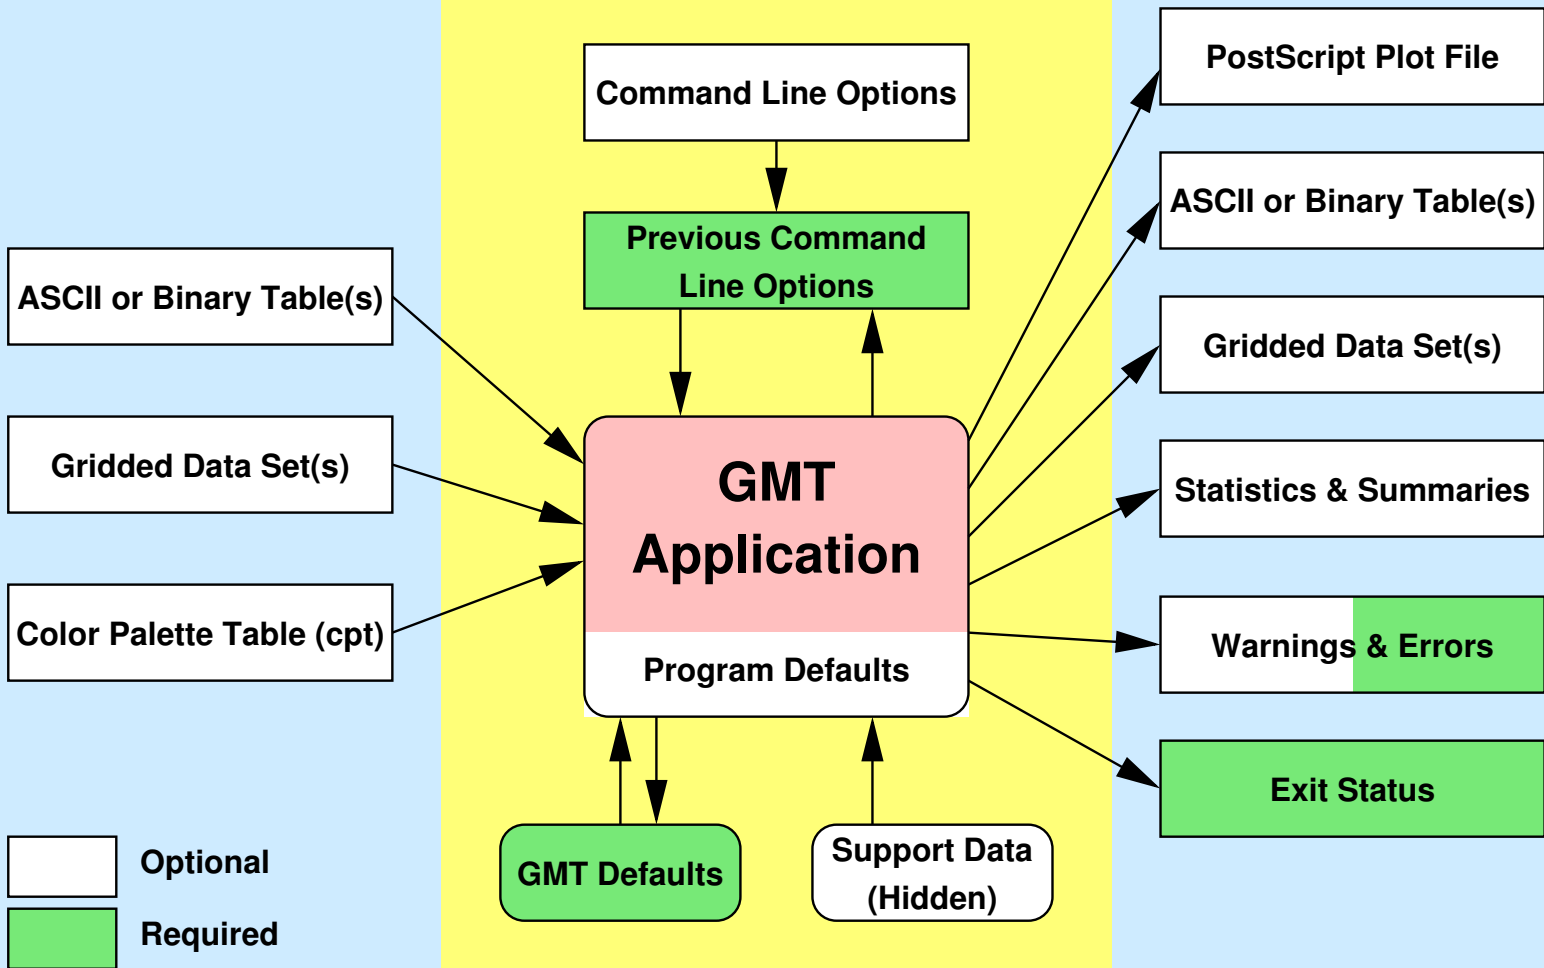 Command Line Options
Previous Command
Line Options
ASCII or Binary Table(s)
Gridded Data Set(s)
Color Palette Table (cpt)
GMT
Application
Program Defaults
GMT Defaults
Support Data
(Hidden)
PostScript Plot File
ASCII or Binary Table(s)
Gridded Data Set(s)
Statistics & Summaries
Warnings & Errors
Exit Status
Optional
Required